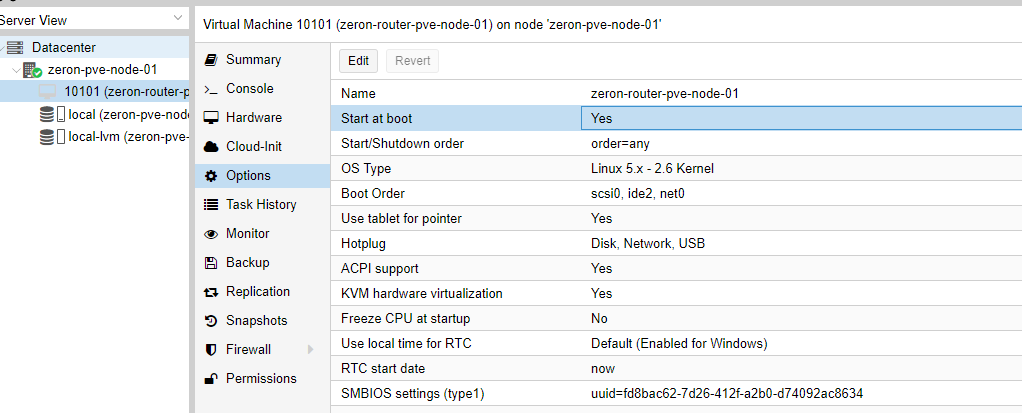 Server View
Virtual Machine 10101 (zeron-router-pve-node-01) on node 'zeron-pve-node-01'
Datacenter
zeron-pve-node-01
10101 (zeron-router-p
local (zeron-pve-nod
local-lvm (zeron-pve-
Summary
Console
Hardware
Cloud-Init
Options
Task History
Monitor
Backup
Replication
Snapshots
Firewall
Permissions
Edit
Revert
Name zeron-router-pve-node-01
Start at boot Yes
Start/Shutdown order order=any
OS Type Linux 5.x - 2.6 Kernel
Boot Order scsi0, ide2, net0
Use tablet for pointer Yes
Hotplug Disk, Network, USB
ACPI support Yes
KVM hardware virtualization Yes
Freeze CPU at startup No
Use local time for RTC Default (Enabled for Windows)
RTC start date now
SMBIOS settings (type1) uuid=fd8bac62-7d26-412f-a2b0-d74092ac8634